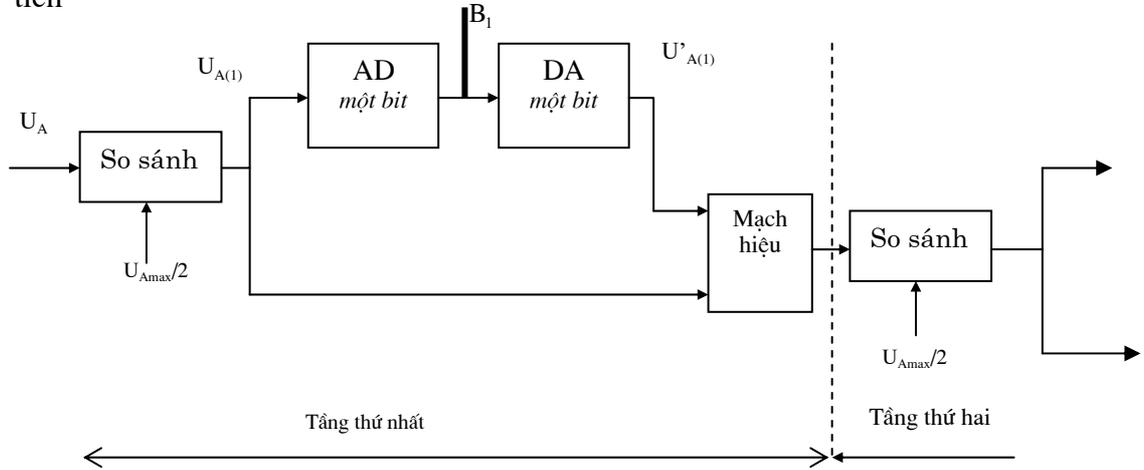 tiến
B1
U'A(1)
UA(1)
AD
một bit
DA
một bit
UA
So sánh
UAmax/2
Mạch
hiệu
So sánh
UAmax/2
Tầng thứ nhất
Tầng thứ hai